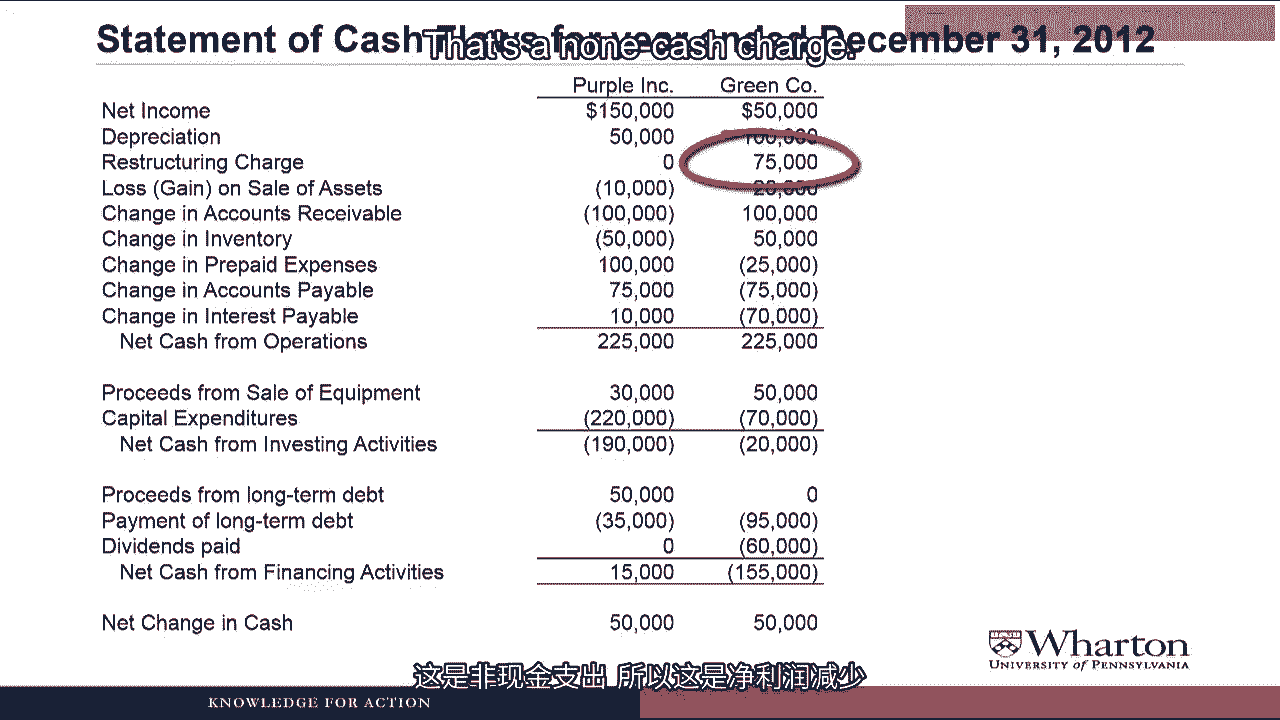 Statement of Cash Flows for year ended December 31, 2012
That's a none-cash charge.
Purple Inc. Green Co.
Net Income $150,000 $50,000
Depreciation 50,000 100,000
Restructuring Charge 0 75,000
Loss (Gain) on Sale of Assets (10,000) 20,000
Change in Accounts Receivable (100,000) 100,000
Change in Inventory (50,000) 50,000
Change in Prepaid Expenses 100,000 (25,000)
Change in Accounts Payable 75,000 (75,000)
Change in Interest Payable 10,000 (70,000)
Net Cash from Operations 225,000 225,000
Proceeds from Sale of Equipment 30,000 50,000
Capital Expenditures (220,000) (70,000)
Net Cash from Investing Activities (190,000) (20,000)
Proceeds from long-term debt 50,000 0
Payment of long-term debt (35,000) (95,000)
Dividends paid 0 (60,000)
Net Cash from Financing Activities 15,000 (155,000)
Net Change in Cash 50,000 50,000
Wharton
UNIVERSITY of PENNSYLVANIA
这是非现金支出 所以这是净利润减少
KNOWLEDGE FOR ACTION